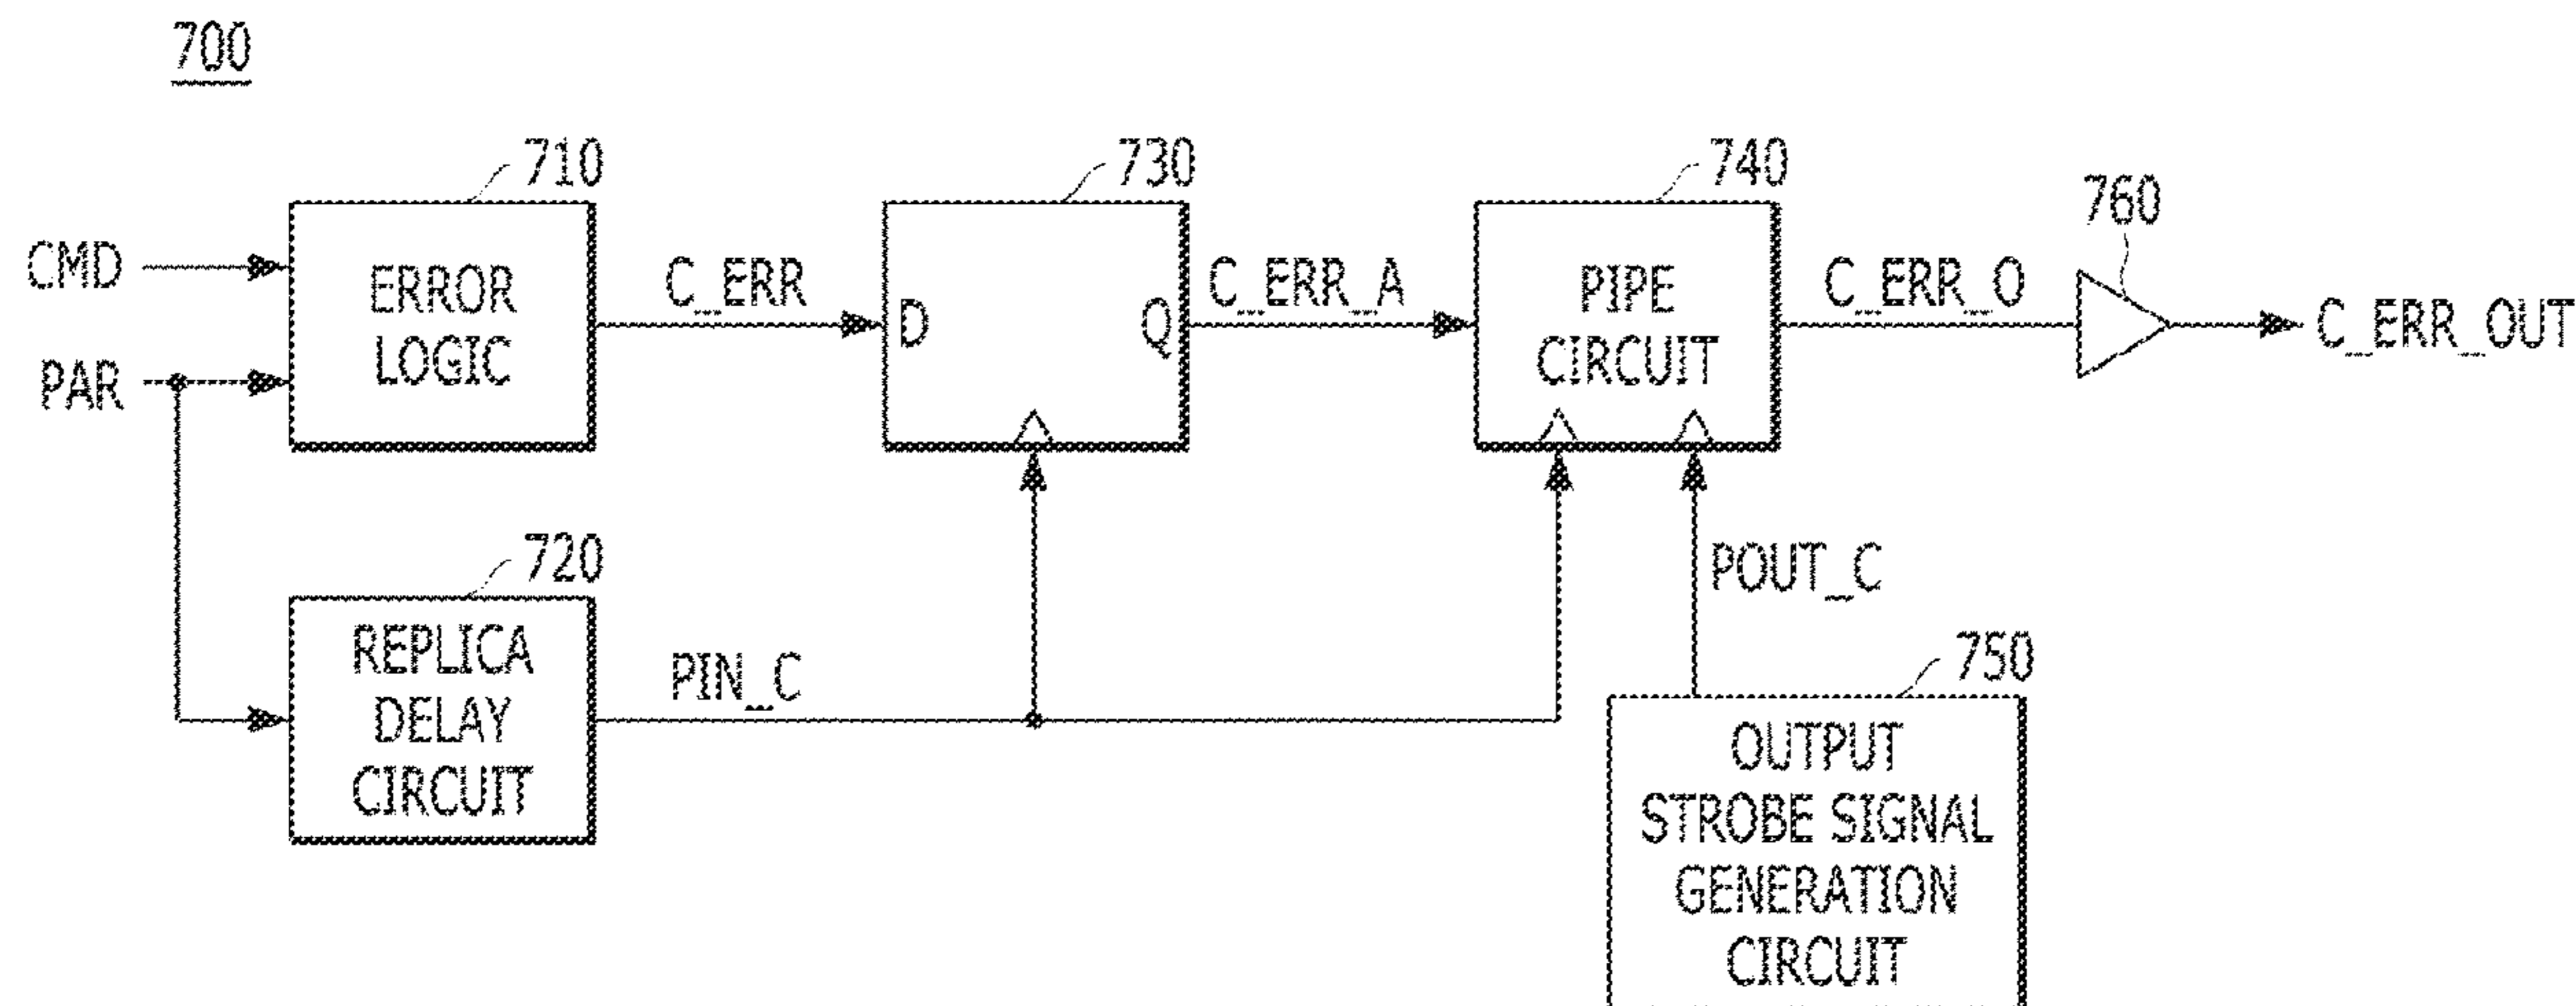 700
710
730
740
760
CMD
PAR
ERROR
LOGIC
C_ERR
D
Q
C_ERR_A
PIPE
CIRCUIT
C_ERR_O
C_ERR_OUT
720
REPLICA
DELAY
CIRCUIT
PIN_C
POUT_C
750
OUTPUT
STROBE SIGNAL
GENERATION
CIRCUIT